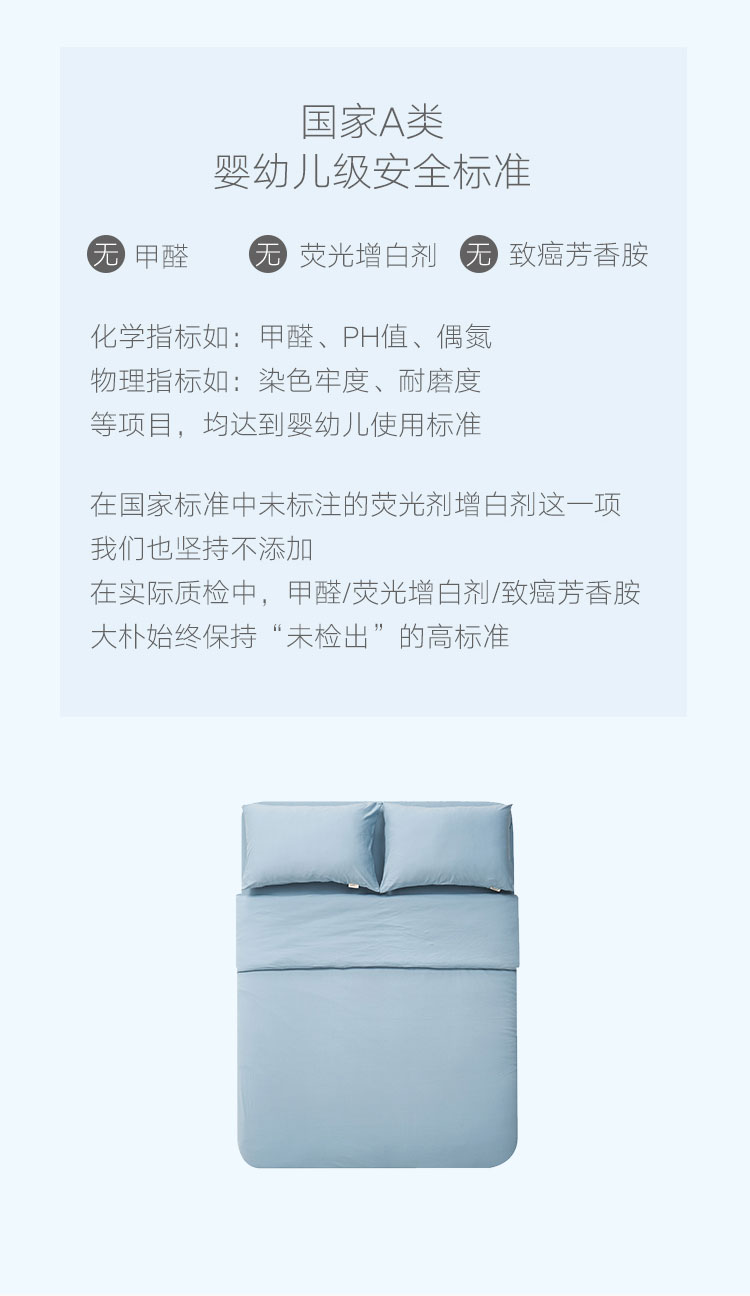 国家A类
婴幼儿级安全标准
无 甲醛 无 荧光增白剂 无 致癌芳香胺
化学指标如：甲醛、PH值、偶氮
物理指标如：染色牢度、耐磨度
等项目，均达到婴幼儿使用标准
在国家标准中未标注的荧光剂增白剂这一项
我们也坚持不添加
在实际质检中，甲醛/荧光增白剂/致癌芳香胺
大朴始终保持“未检出”的高标准